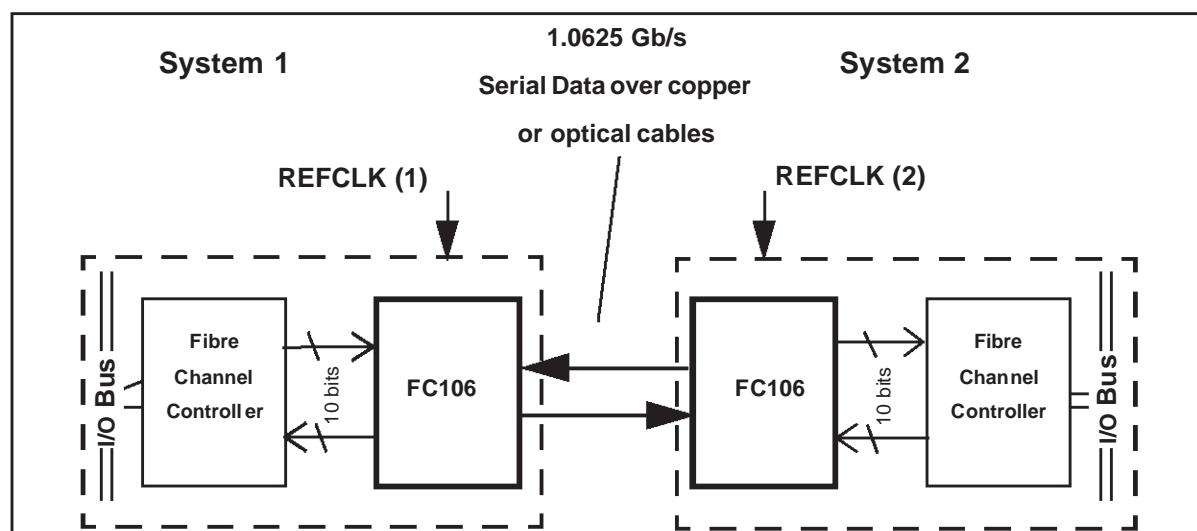 System 1
1.0625 Gb/s
Serial Data over copper
or optical cables
System 2
REFCLK (1)
REFCLK (2)
I/O Bus
Fibre
Channel
Controller
10 bits
FC106
FC106
10 bits
Fibre
Channel
Controller
I/O Bus